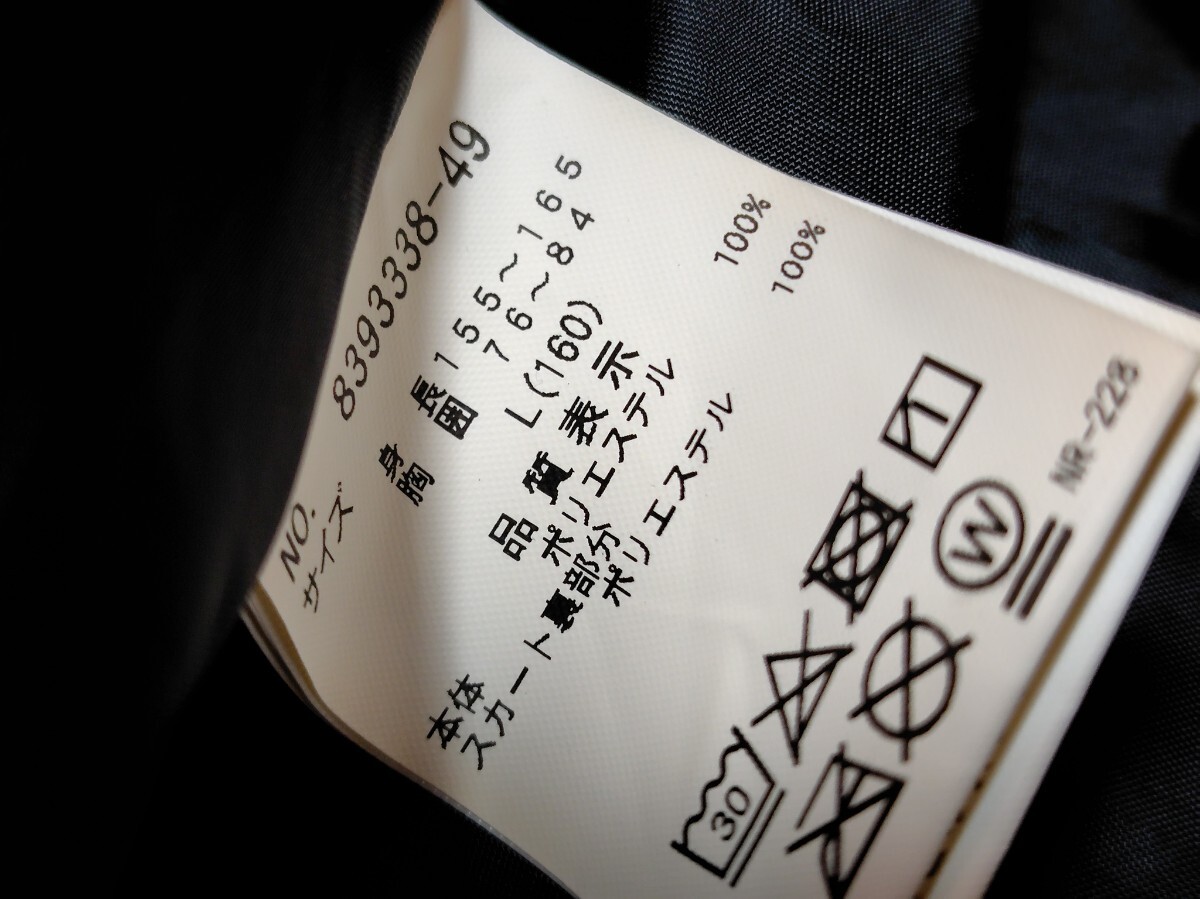 NO. 8393338-49
サイズ
身長 155～165
胸囲 76～84
L(160)
品質表示
本体 ポリエステル 100%
スカート裏部分
ポリエステル 100%
30
W
NR-228